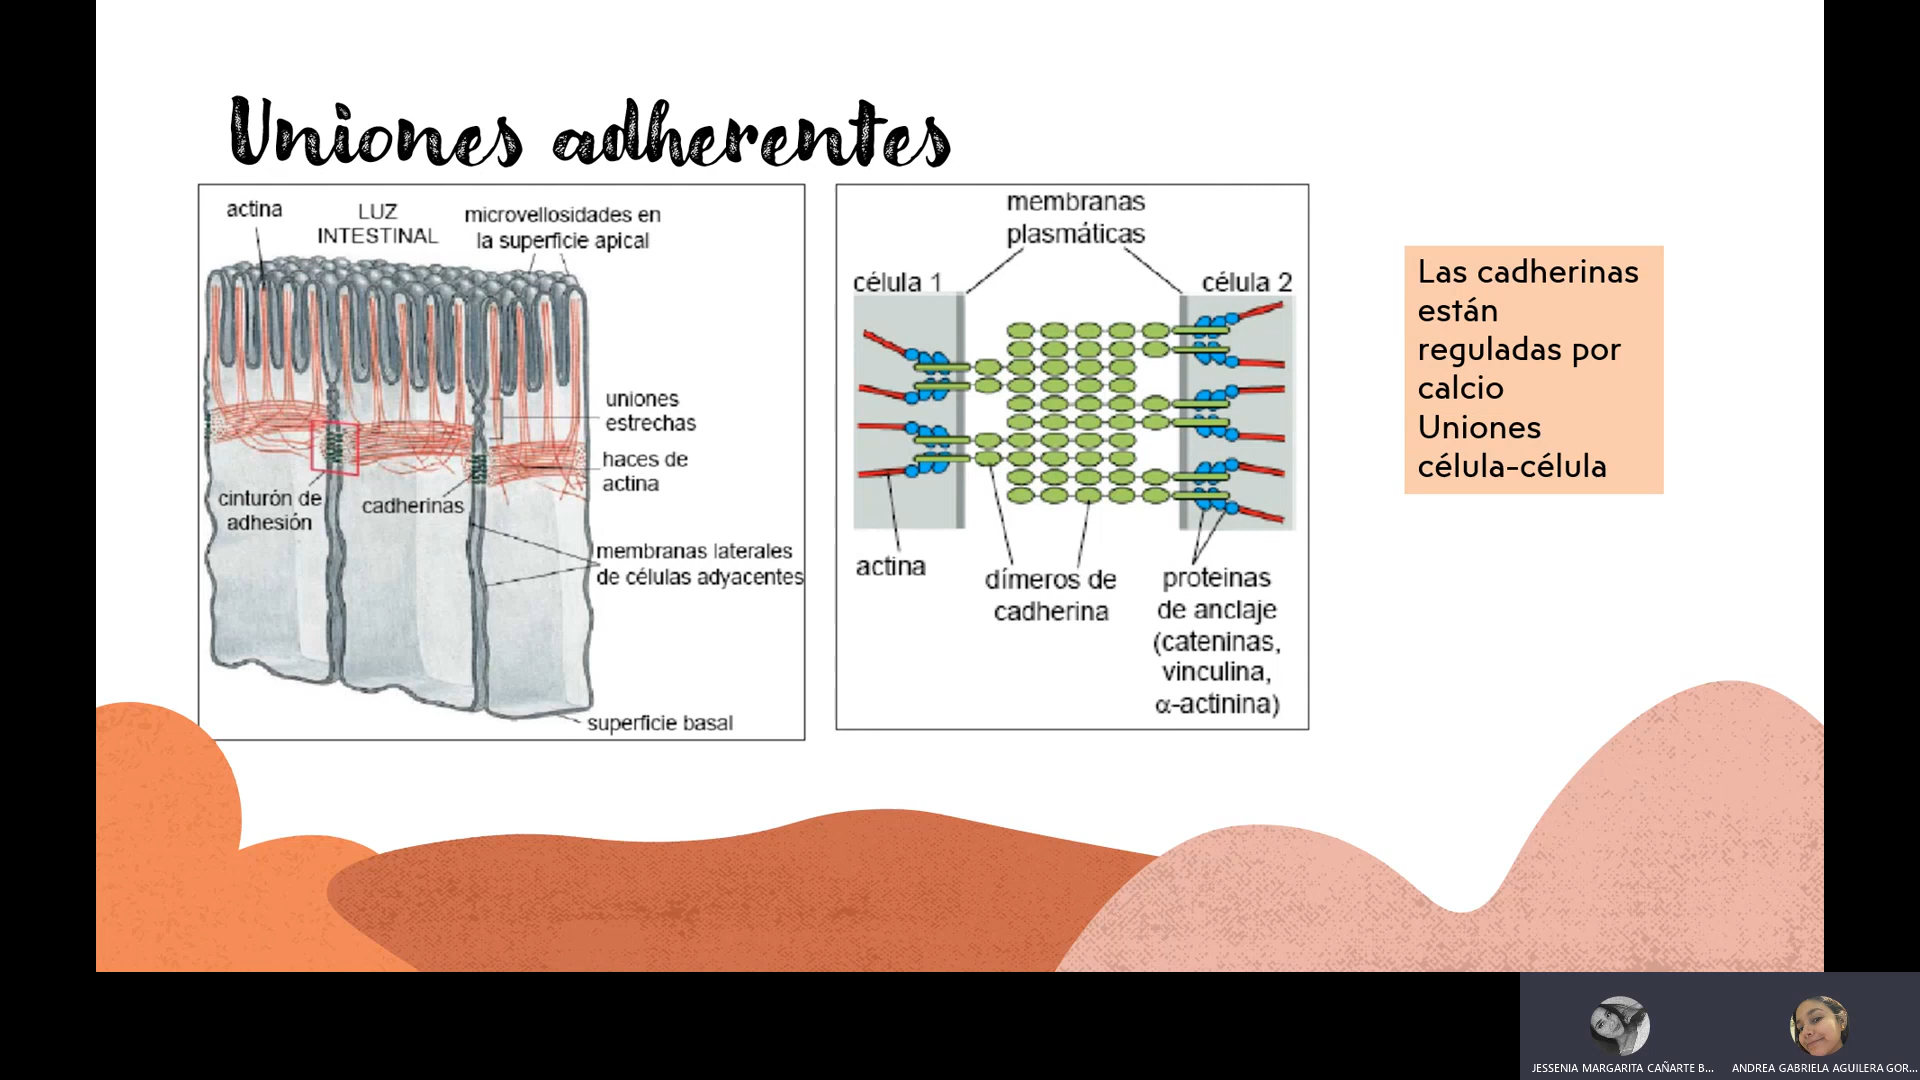 Uniones adherentes
actina
LUZ
INTESTINAL
microvellosidades en
la superficie apical
uniones
estrechas
haces de
actina
cinturón de
adhesión
cadherinas
membranas laterales
de células adyacentes
superficie basal
membranas
plasmáticas
célula 1
célula 2
actina
dímeros de
cadherina
proteinas
de anclaje
(cateninas,
vinculina,
α-actinina)
Las cadherinas
están
reguladas por
calcio
Uniones
célula-célula
JESSENIA MARGARITA CAÑARTE B...
ANDREA GABRIELA AGUILERA GOR...